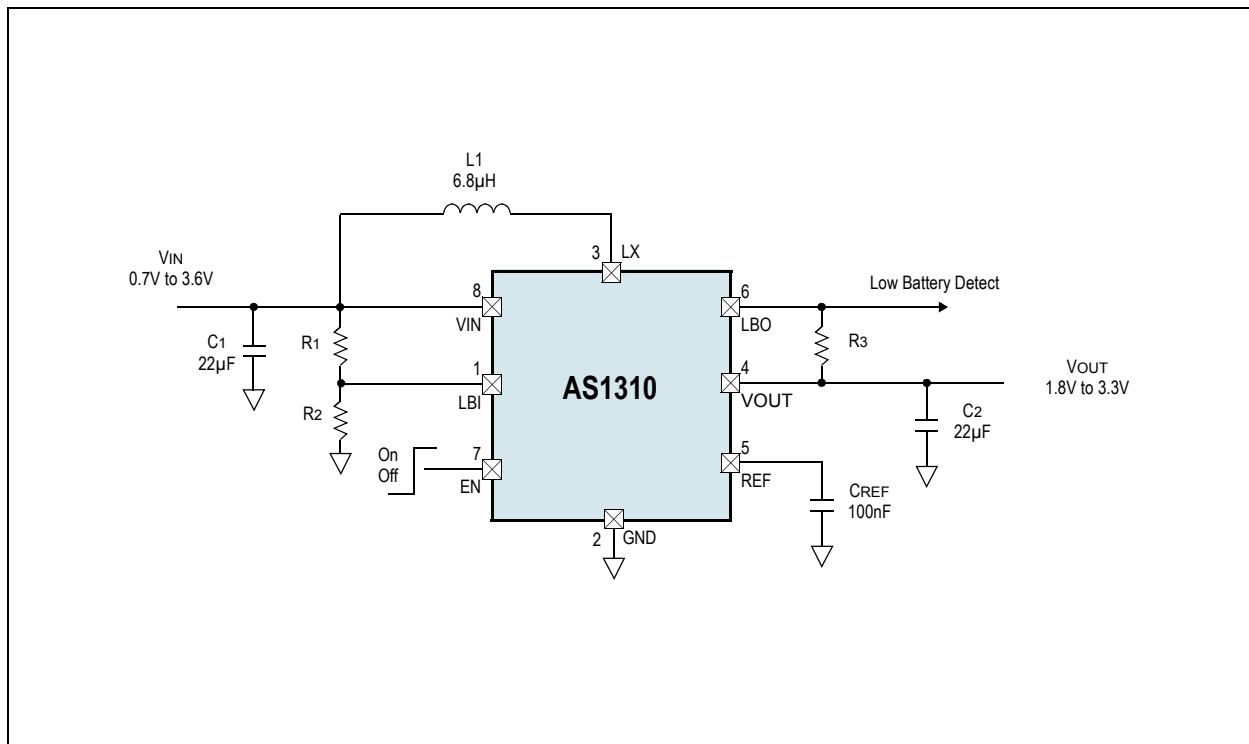 L1
6.8µH
3
LX
VIN
0.7V to 3.6V
8
VIN
6
LBO
Low Battery Detect
C1
22µF
R1
R3
1
LBI
AS1310
4
VOUT
VOUT
1.8V to 3.3V
R2
C2
22µF
On
Off
7
EN
5
REF
CREF
100nF
2
GND